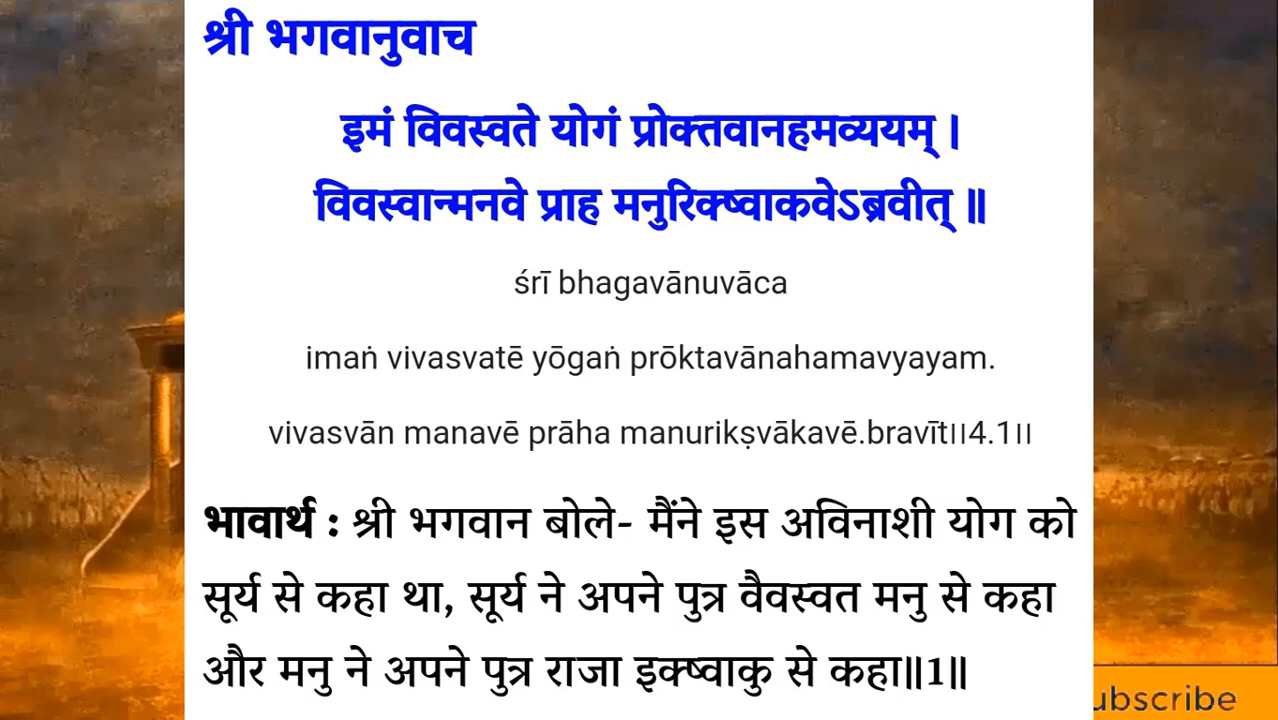 श्री भगवानुवाच
इमं विवस्वते योगं प्रोक्तवानहमव्ययम् ।
विवस्वान्मनवे प्राह मनुरिक्ष्वाकवेऽब्रवीत् ॥
śrī bhagavānuvāca
imaṅ vivasvatē yōgaṅ prōktavānahamavyayam.
vivasvān manavē prāha manurikṣvākavē.bravīt।।4.1।।
भावार्थ : श्री भगवान बोले- मैंने इस अविनाशी योग को
सूर्य से कहा था, सूर्य ने अपने पुत्र वैवस्वत मनु से कहा
और मनु ने अपने पुत्र राजा इक्ष्वाकु से कहा॥1॥
ubscribe